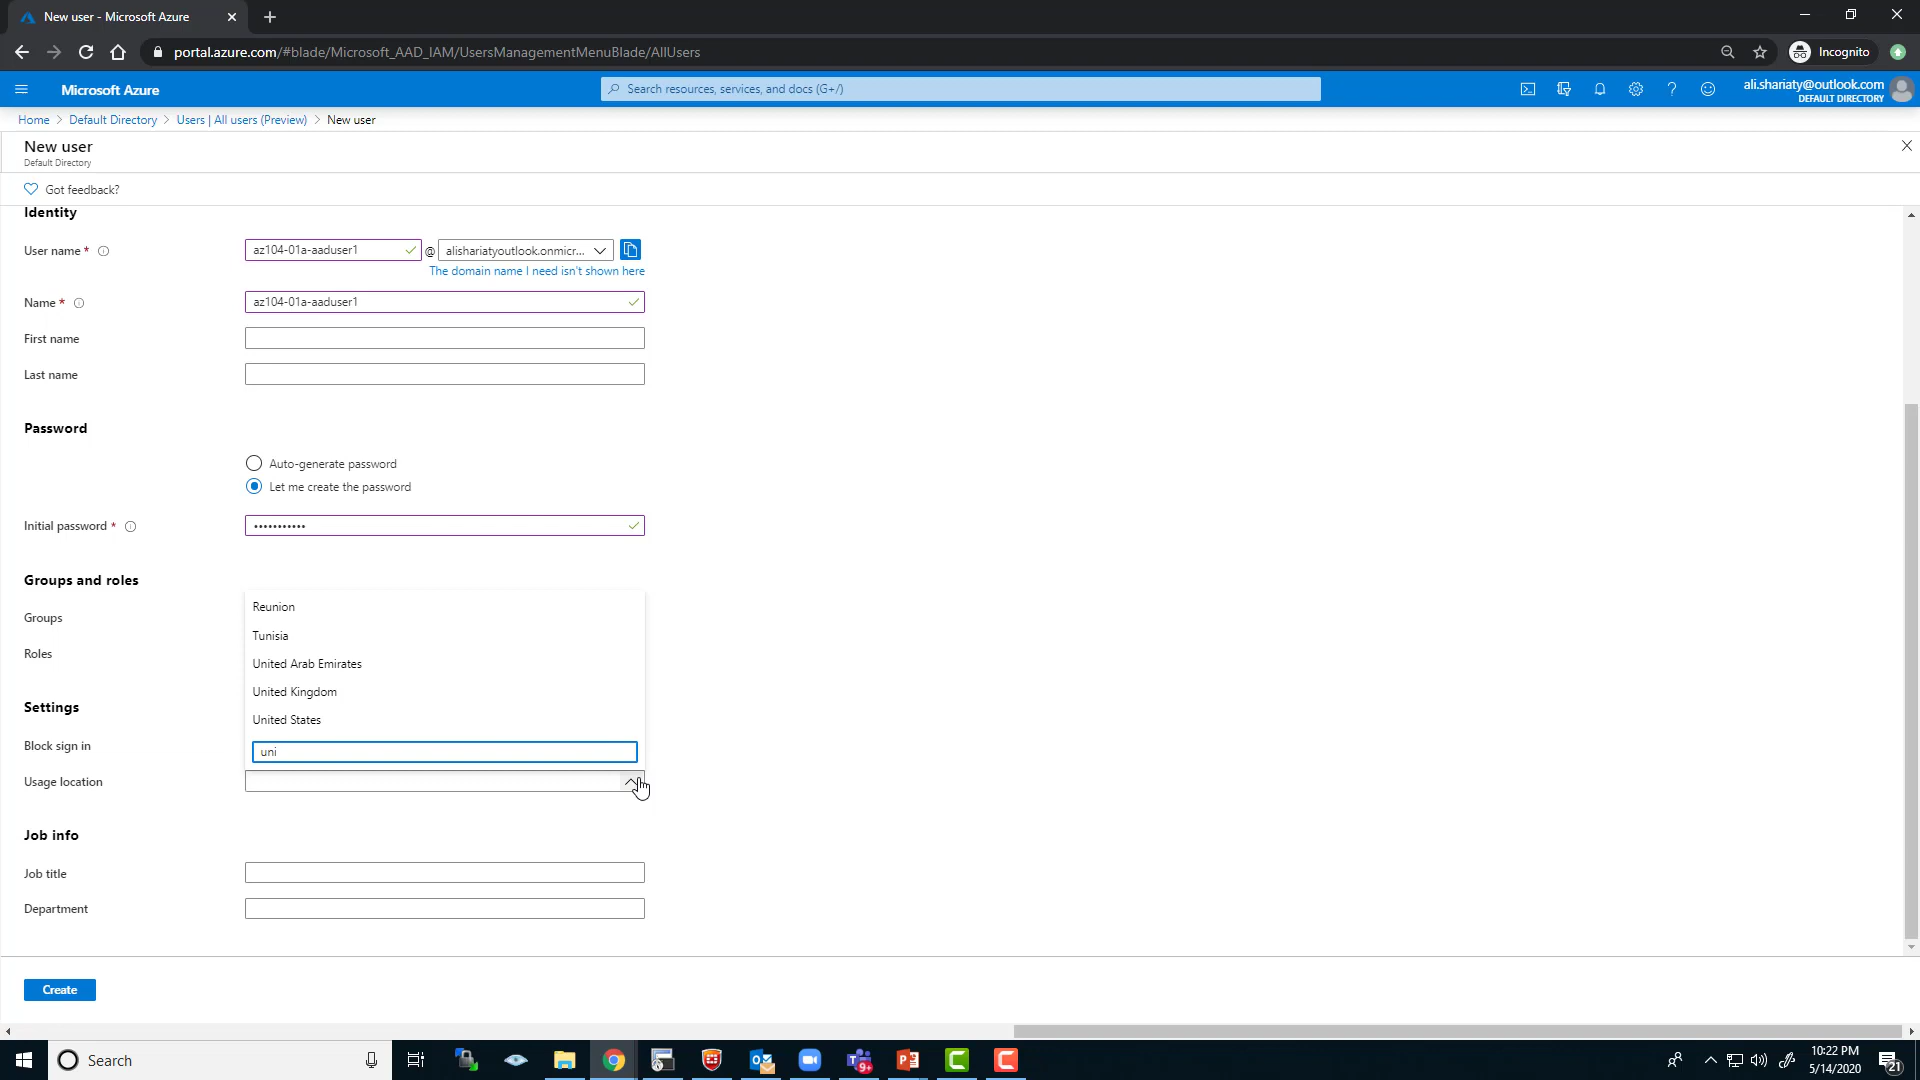 New user - Microsoft Azure
portal.azure.com/#blade/Microsoft_AAD_IAM/UsersManagementMenuBlade/AllUsers
Incognito
Microsoft Azure
Search resources, services, and docs (G+/)
ali.shariaty@outlook.com
DEFAULT DIRECTORY
Home > Default Directory > Users | All users (Preview) > New user
New user
Default Directory
Got feedback?
Identity
User name *
az104-01a-aaduser1
@
alishariatyoutlook.onmicr...
The domain name I need isn't shown here
Name *
az104-01a-aaduser1
First name
Last name
Password
Auto-generate password
Let me create the password
Initial password *
•••••••••••
Groups and roles
Groups
Roles
Reunion
Tunisia
United Arab Emirates
United Kingdom
United States
uni
Settings
Block sign in
Usage location
Job info
Job title
Department
Create
Search
9+
10:22 PM
5/14/2020
21